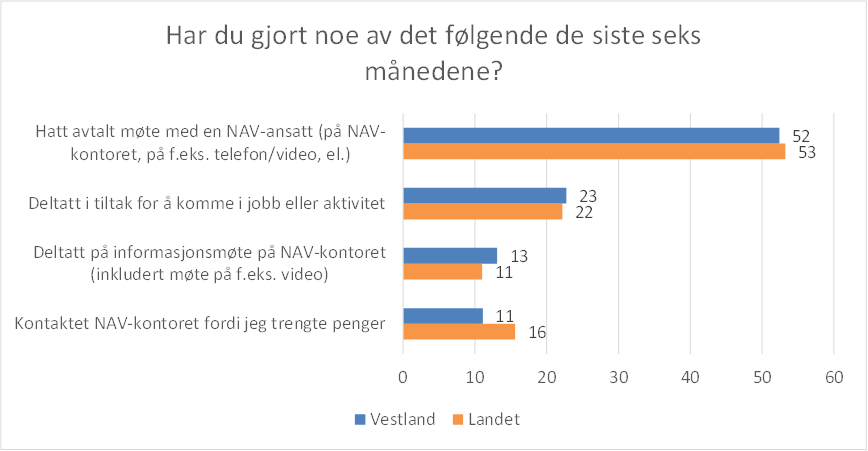 Har du gjort noe av det følgende de siste seks
månedene?
Hatt avtalt møte med en NAV-ansatt (på NAV-
kontoret, på f.eks. telefon/video, el.)
52
53
Deltatt i tiltak for å komme i jobb eller aktivitet
23
22
Deltatt på informasjonsmøte på NAV-kontoret
(inkludert møte på f.eks. video)
13
11
Kontaktet NAV-kontoret fordi jeg trengte penger
11
16
0 10 20 30 40 50 60
Vestland Landet